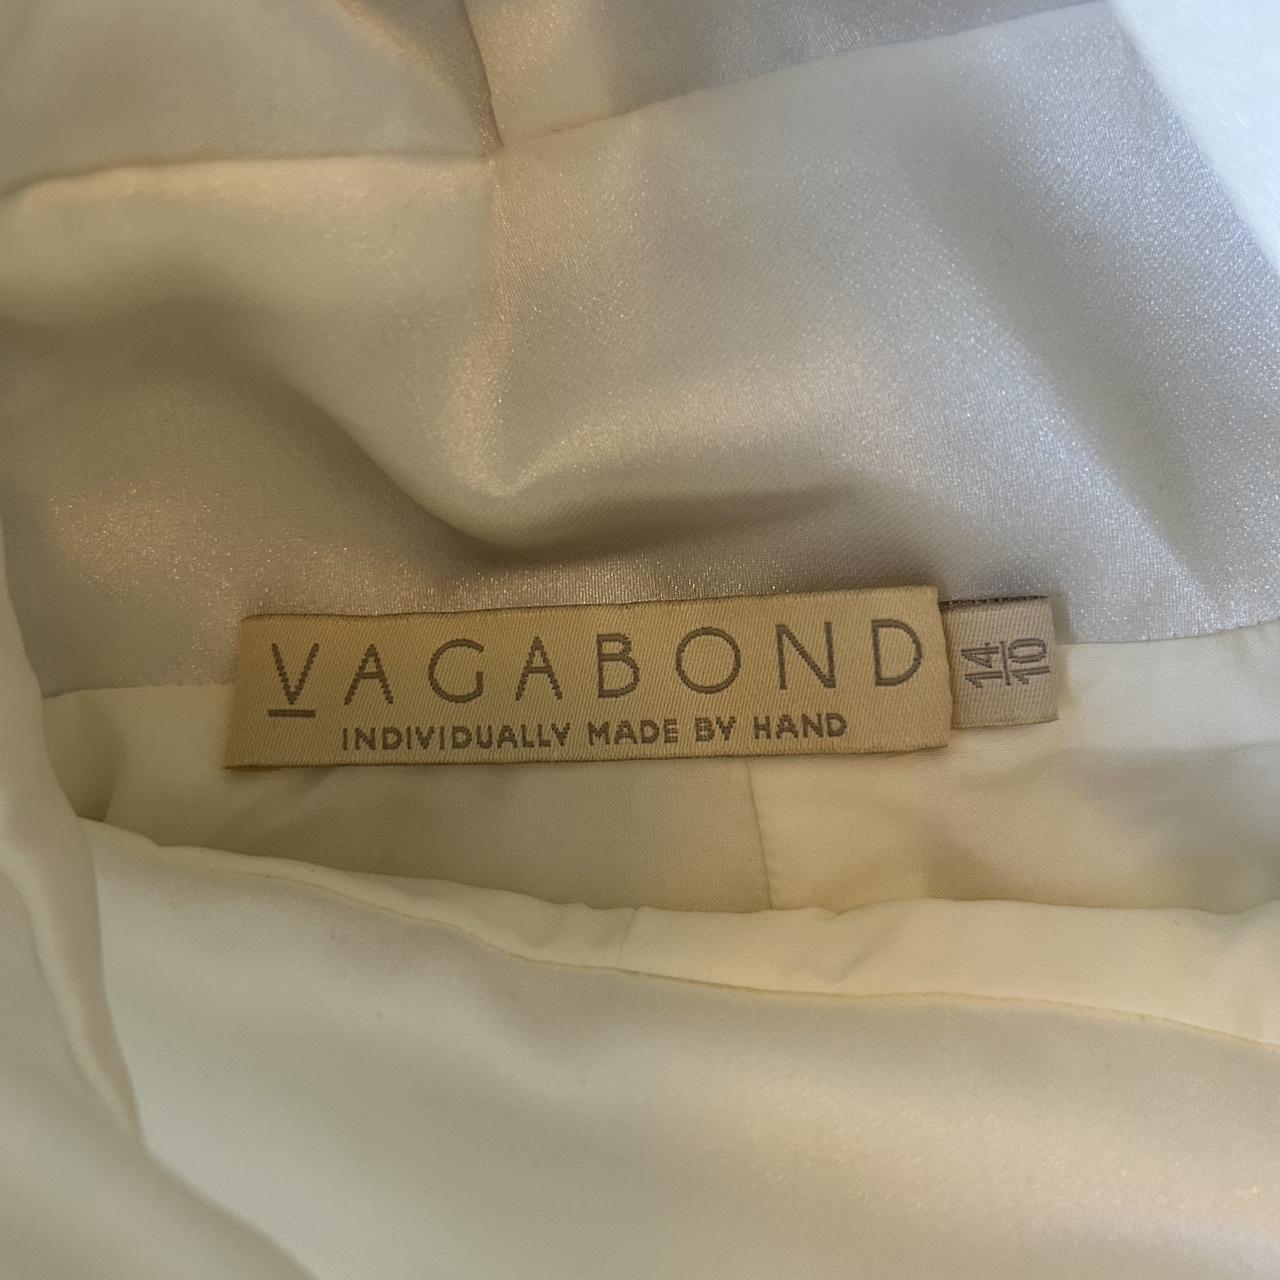 VAGABOND
INDIVIDUALLY MADE BY HAND
14
10